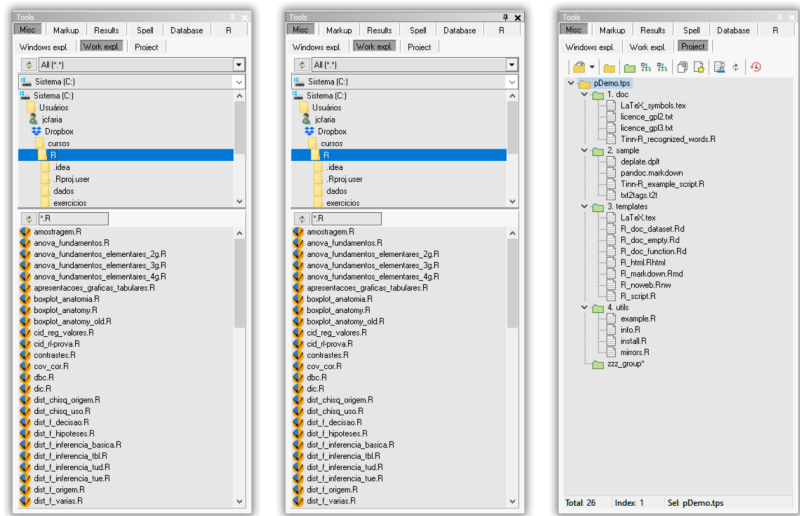 Tools
Misc Markup Results Spell Database R
Windows expl. Work expl. Project
All (*.*)
Sistema (C:)
Sistema (C:)
Usuários
jcfaria
Dropbox
cursos
R
.idea
.Rproj.user
dados
exercicios
*.R
amostragem.R
anova_fundamentos.R
anova_fundamentos_elementares_2g.R
anova_fundamentos_elementares_3g.R
anova_fundamentos_elementares_4g.R
apresentacoes_graficas_tabulares.R
boxplot_anatomia.R
boxplot_anatomy.R
boxplot_anatomy_old.R
cid_reg_valores.R
cid_rl-prova.R
contrastes.R
cov_cor.R
dbc.R
dic.R
dist_chisq_origem.R
dist_chisq_uso.R
dist_f_decisao.R
dist_f_hipoteses.R
dist_f_inferencia_basica.R
dist_f_inferencia_tbl.R
dist_f_inferencia_tud.R
dist_f_inferencia_tue.R
dist_f_origem.R
dist_f_varias.R
Tools
Misc Markup Results Spell Database R
Windows expl. Work expl. Project
All (*.*)
Sistema (C:)
Sistema (C:)
Usuários
jcfaria
Dropbox
cursos
R
.idea
.Rproj.user
dados
exercicios
*.R
amostragem.R
anova_fundamentos.R
anova_fundamentos_elementares_2g.R
anova_fundamentos_elementares_3g.R
anova_fundamentos_elementares_4g.R
apresentacoes_graficas_tabulares.R
boxplot_anatomia.R
boxplot_anatomy.R
boxplot_anatomy_old.R
cid_reg_valores.R
cid_rl-prova.R
contrastes.R
cov_cor.R
dbc.R
dic.R
dist_chisq_origem.R
dist_chisq_uso.R
dist_f_decisao.R
dist_f_hipoteses.R
dist_f_inferencia_basica.R
dist_f_inferencia_tbl.R
dist_f_inferencia_tud.R
dist_f_inferencia_tue.R
dist_f_origem.R
dist_f_varias.R
Tools
Misc Markup Results Spell Database R
Windows expl. Work expl. Project
pDemo.tps
1. doc
LaTeX_symbols.tex
licence_gpl2.txt
licence_gpl3.txt
Tinn-R_recognized_words.R
2. sample
deplate.dplt
pandoc.markdown
Tinn-R_example_script.R
txt2tags.t2t
3. templates
LaTeX.tex
R_doc_dataset.Rd
R_doc_empty.Rd
R_doc_function.Rd
R_html.Rhtml
R_markdown.Rmd
R_noweb.Rnw
R_script.R
4. utils
example.R
info.R
install.R
mirrors.R
zzz_group*
Total: 26 Index: 1 Sel: pDemo.tps